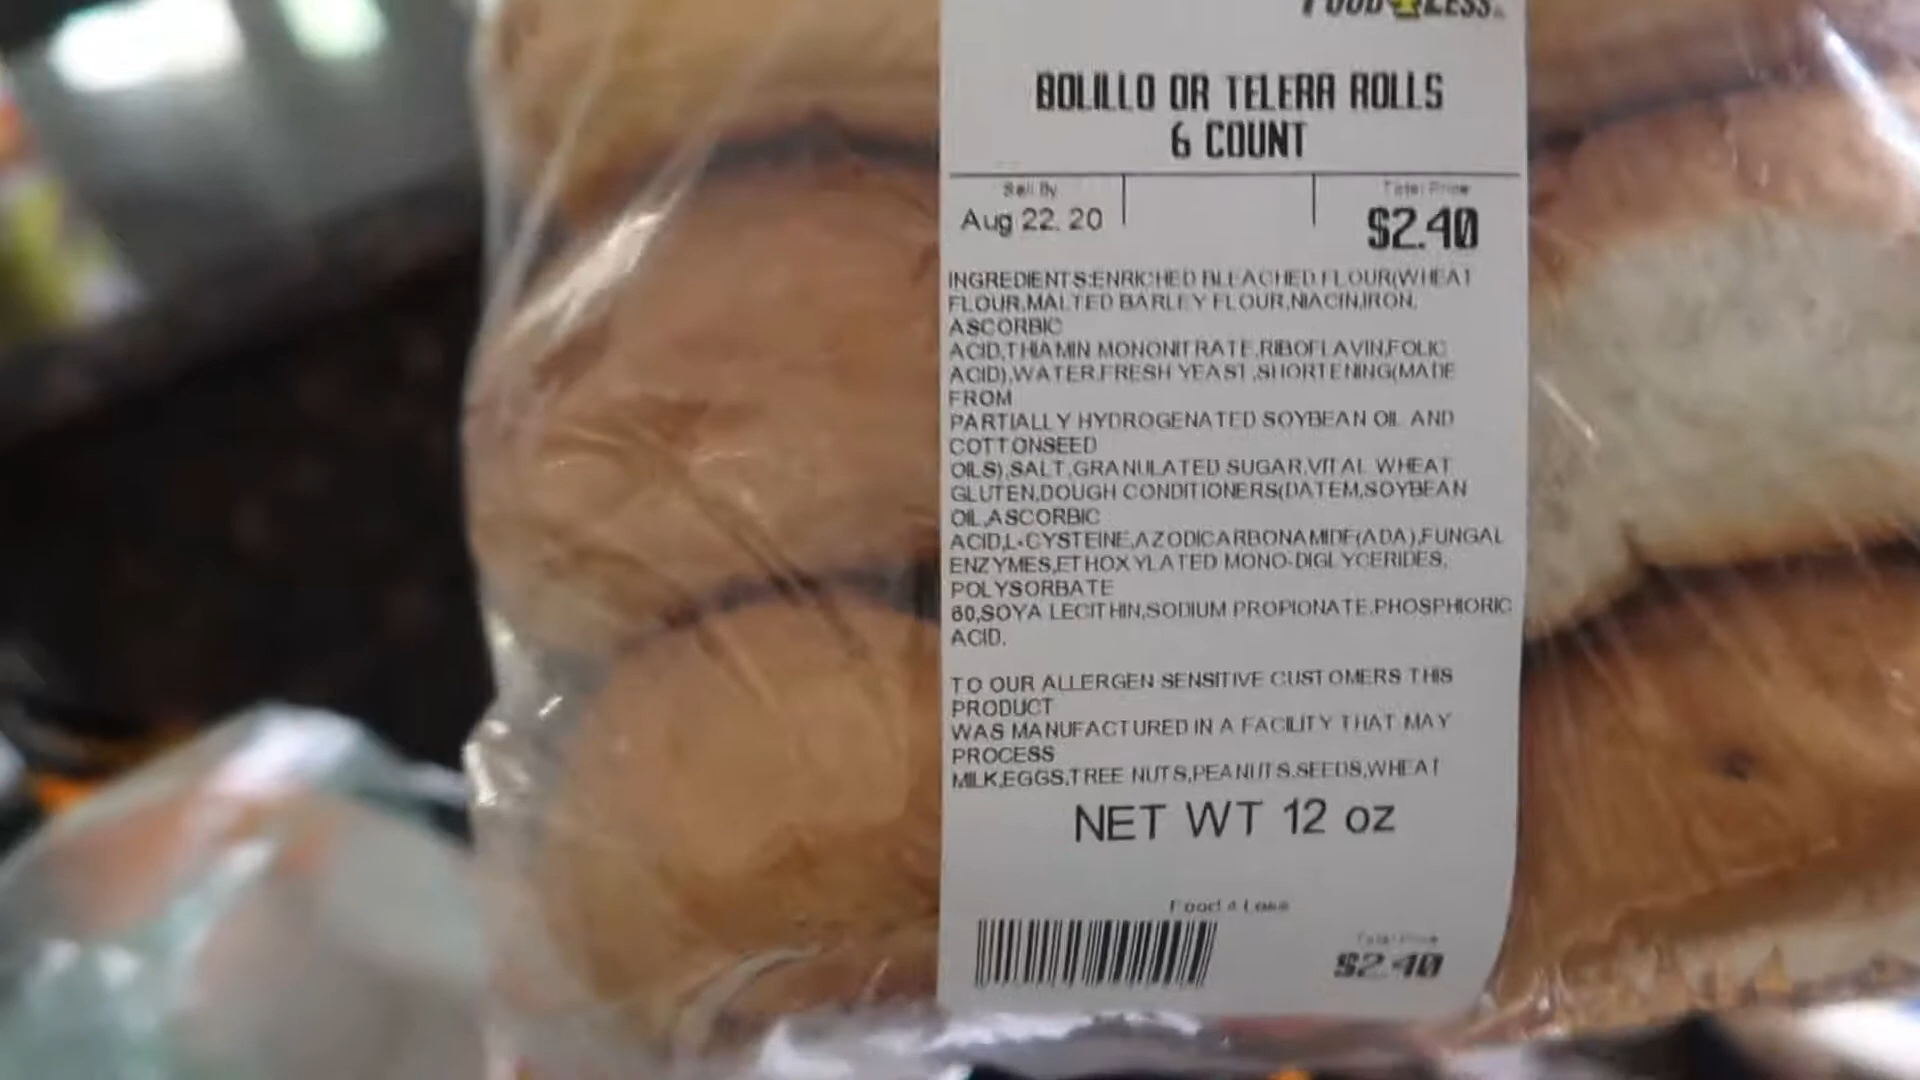 FOOD 4 LESS.
BOLILLO OR TELERA ROLLS
6 COUNT
Sell By
Aug 22. 20
Total Price
$2.40
INGREDIENTS:ENRICHED BLEACHED FLOUR(WHEAT
FLOUR,MALTED BARLEY FLOUR,NIACIN,IRON,
ASCORBIC
ACID,THIAMIN MONONITRATE,RIBOFLAVIN,FOLIC
ACID),WATER,FRESH YEAST,SHORTENING(MADE
FROM
PARTIALLY HYDROGENATED SOYBEAN OIL AND
COTTONSEED
OILS),SALT,GRANULATED SUGAR,VITAL WHEAT
GLUTEN,DOUGH CONDITIONERS(DATEM,SOYBEAN
OIL,ASCORBIC
ACID,L-CYSTEINE,AZODICARBONAMIDE(ADA),FUNGAL
ENZYMES,ETHOXYLATED MONO-DIGLYCERIDES,
POLYSORBATE
60,SOYA LECITHIN,SODIUM PROPIONATE,PHOSPHIORIC
ACID.
TO OUR ALLERGEN SENSITIVE CUSTOMERS THIS
PRODUCT
WAS MANUFACTURED IN A FACILITY THAT MAY
PROCESS
MILK,EGGS,TREE NUTS,PEANUTS,SEEDS,WHEAT
NET WT 12 oz
Food 4 Less
Total Price
$2.40